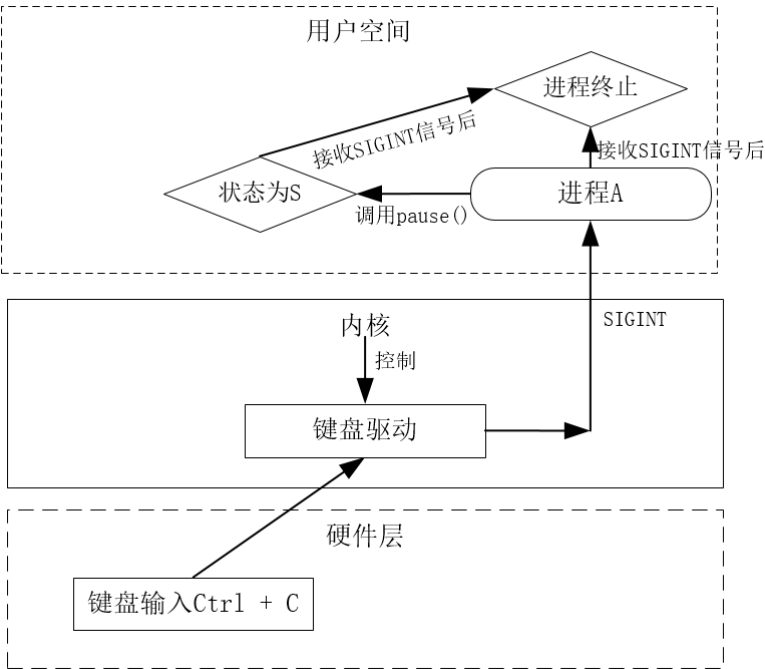 用户空间
进程终止
接收SIGINT信号后
接收SIGINT信号后
状态为S
进程A
调用pause()
SIGINT
内核
控制
键盘驱动
硬件层
键盘输入Ctrl + C